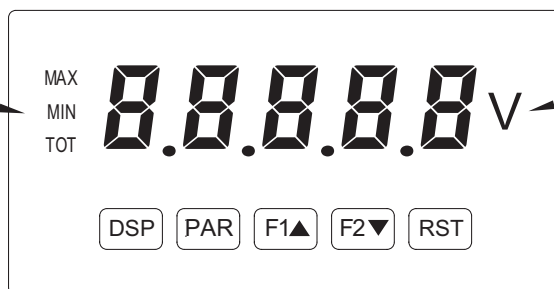 MAX
MIN
TOT
8.8.8.8.8 V
DSP PAR F1▲ F2▼ RST